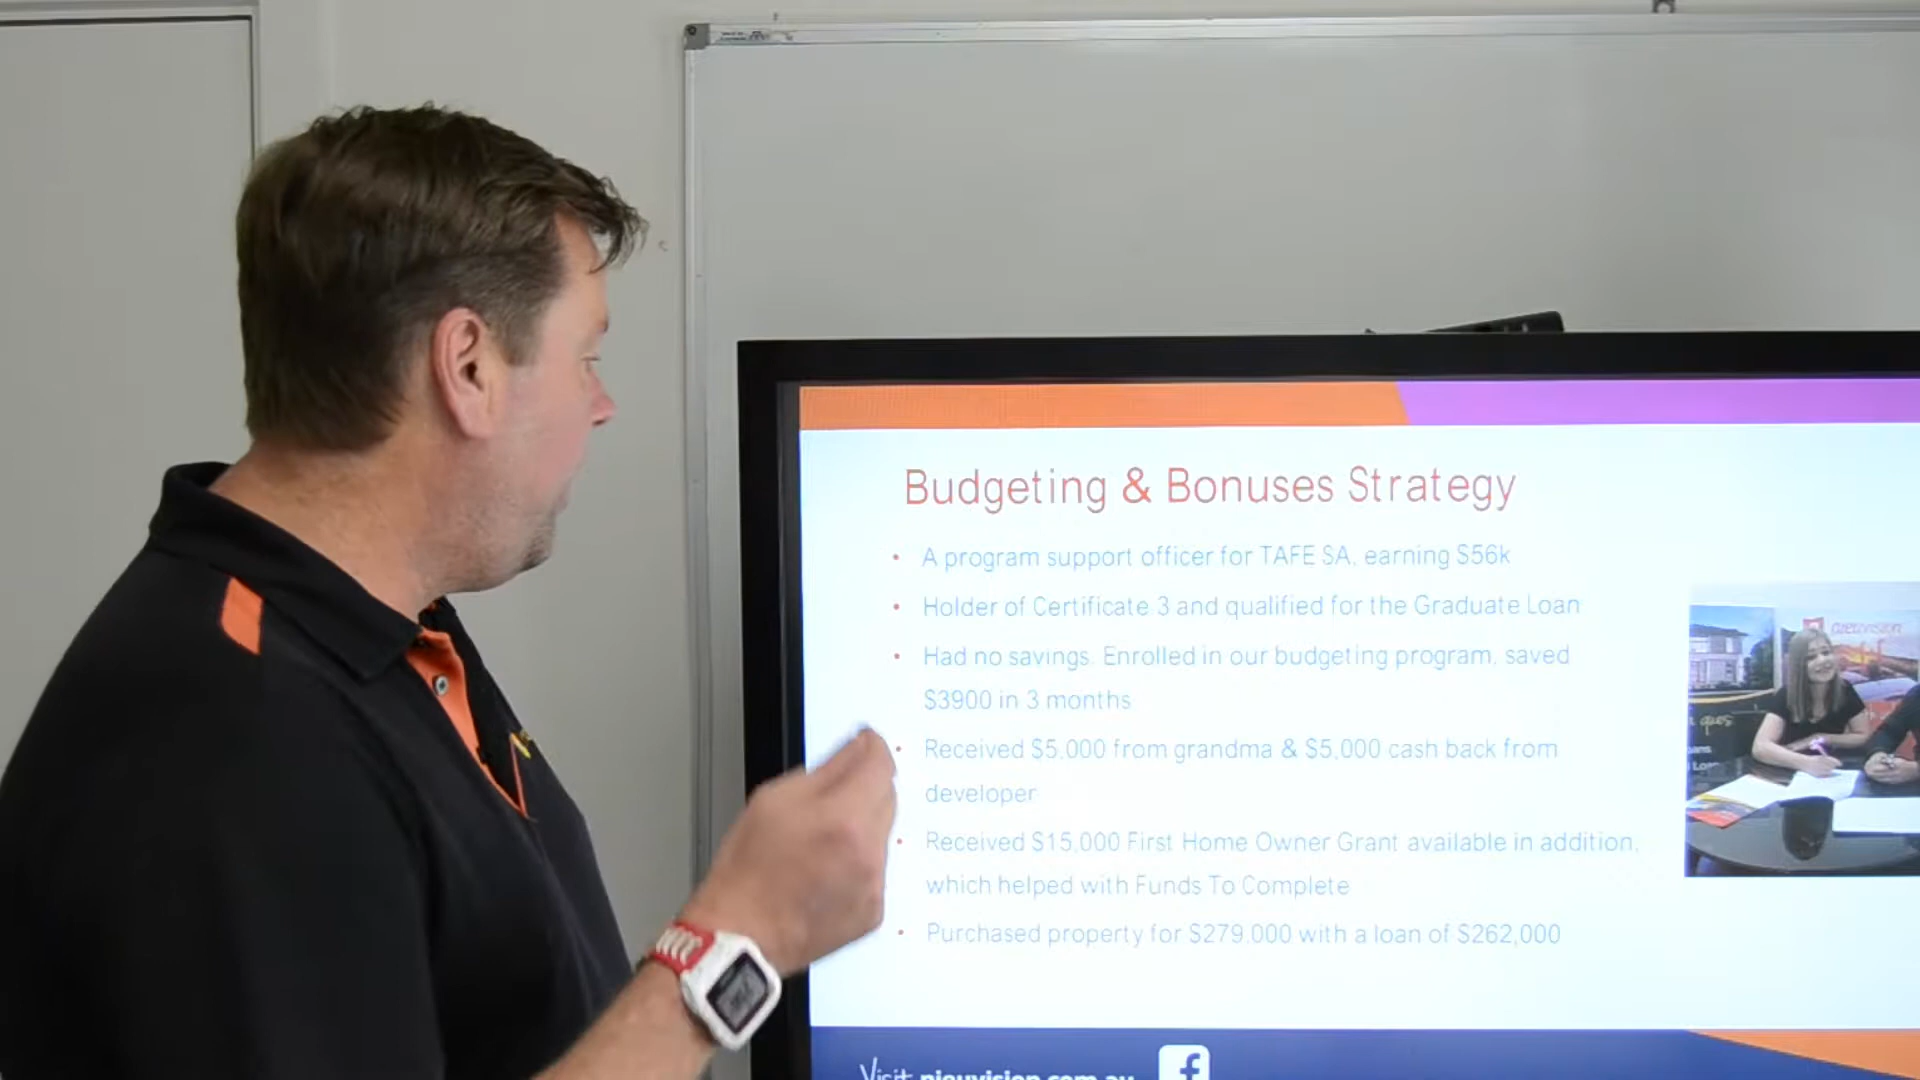 Budgeting & Bonuses Strategy
• A program support officer for TAFE SA, earning $56k
• Holder of Certificate 3 and qualified for the Graduate Loan
• Had no savings. Enrolled in our budgeting program, saved
$3900 in 3 months
• Received $5,000 from grandma & $5,000 cash back from
developer
• Received $15,000 First Home Owner Grant available in addition,
which helped with Funds To Complete
• Purchased property for $279,000 with a loan of $262,000
Visit